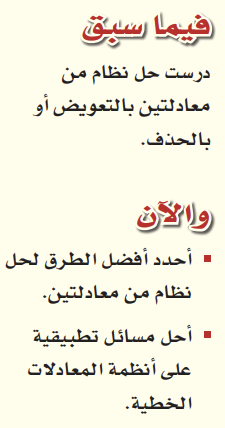 فيما سبق
درست حل نظام من
معادلتين بالتعويض أو
بالحذف.
والآن
▪ أحدد أفضل الطرق لحل
نظام من معادلتين.
▪ أحل مسائل تطبيقية
على أنظمة المعادلات
الخطية.